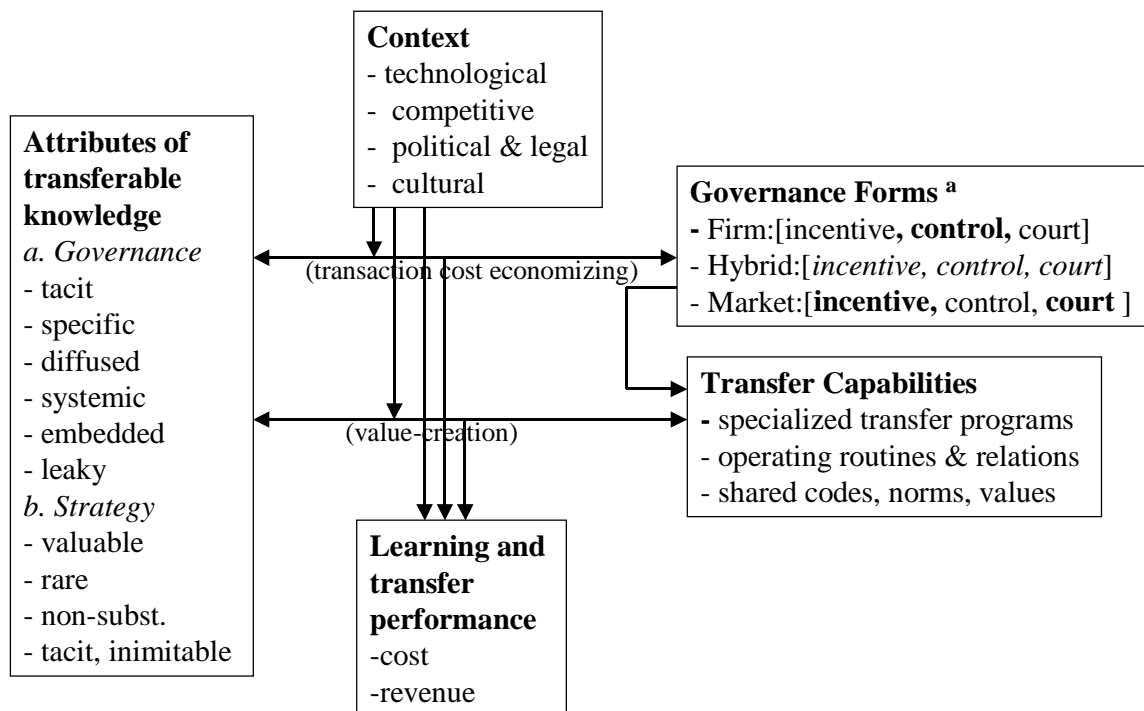 Context
- technological
- competitive
- political & legal
- cultural
Attributes of
transferable
knowledge
a. Governance
- tacit
- specific
- diffused
- systemic
- embedded
- leaky
b. Strategy
- valuable
- rare
- non-subst.
- tacit, inimitable
Governance Forms a
- Firm:[incentive, control, court]
- Hybrid:[incentive, control, court]
- Market:[incentive, control, court ]
(transaction cost economizing)
Transfer Capabilities
- specialized transfer programs
- operating routines & relations
- shared codes, norms, values
(value-creation)
Learning and
transfer
performance
-cost
-revenue